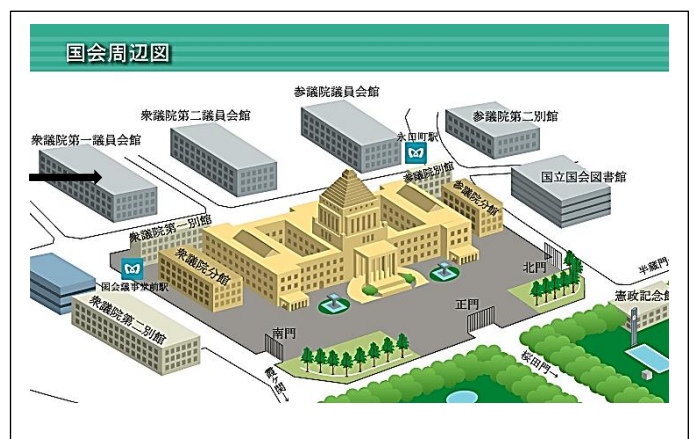 国会周辺図
参議院議員会館
衆議院第二議員会館
参議院第二別館
衆議院第一議員会館
永田町駅
参議院別館
参議院分館
国立国会図書館
衆議院第一別館
衆議院分館
国会議事堂前駅
衆議院第二別館
北門
半蔵門
憲政記念館
正門
南門
桜田門→
霞ヶ関→